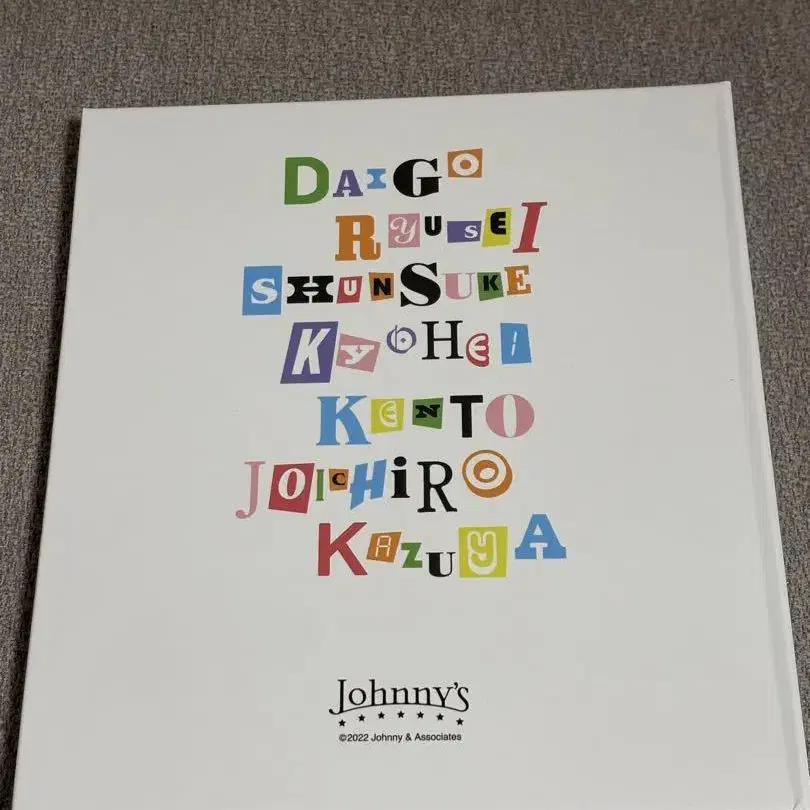 DAIGO
RYUSEI
SHUNSUKE
KyOHEI
KENTO
JOICHiRO
KAZUYA
Johnny's
©2022 Johnny & Associates